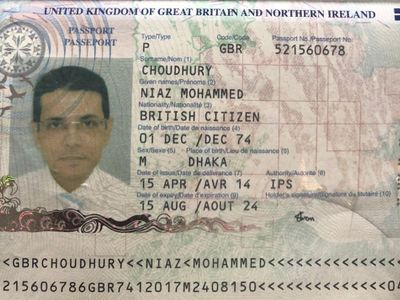 UNITED KINGDOM OF GREAT BRITAIN AND NORTHERN IRELAND
PASSPORT
PASSEPORT
Type/Type Code/Code Passport No./Passeport No.
P GBR 521560678
Surname/Nom (1)
CHOUDHURY
Given names/Prénoms (2)
NIAZ MOHAMMED
Nationality/Nationalité (3)
BRITISH CITIZEN
Date of birth/Date de naissance (4)
01 DEC /DEC 74
Sex/Sexe (5) Place of birth/Lieu de naissance (6)
M DHAKA
Date of issue/Date de délivrance (7) Authority/Autorité (8)
15 APR /AVR 14 IPS
Date of expiry/Date d'expiration (9) Holder's signature/Signature du titulaire (10)
15 AUG /AOUT 24
<GBRCHOUDHURY<<NIAZ<MOHAMMED<<<<<<<<<<<<<<<
215606786GBR7412017M2408150<<<<<<<<<<<<<<04